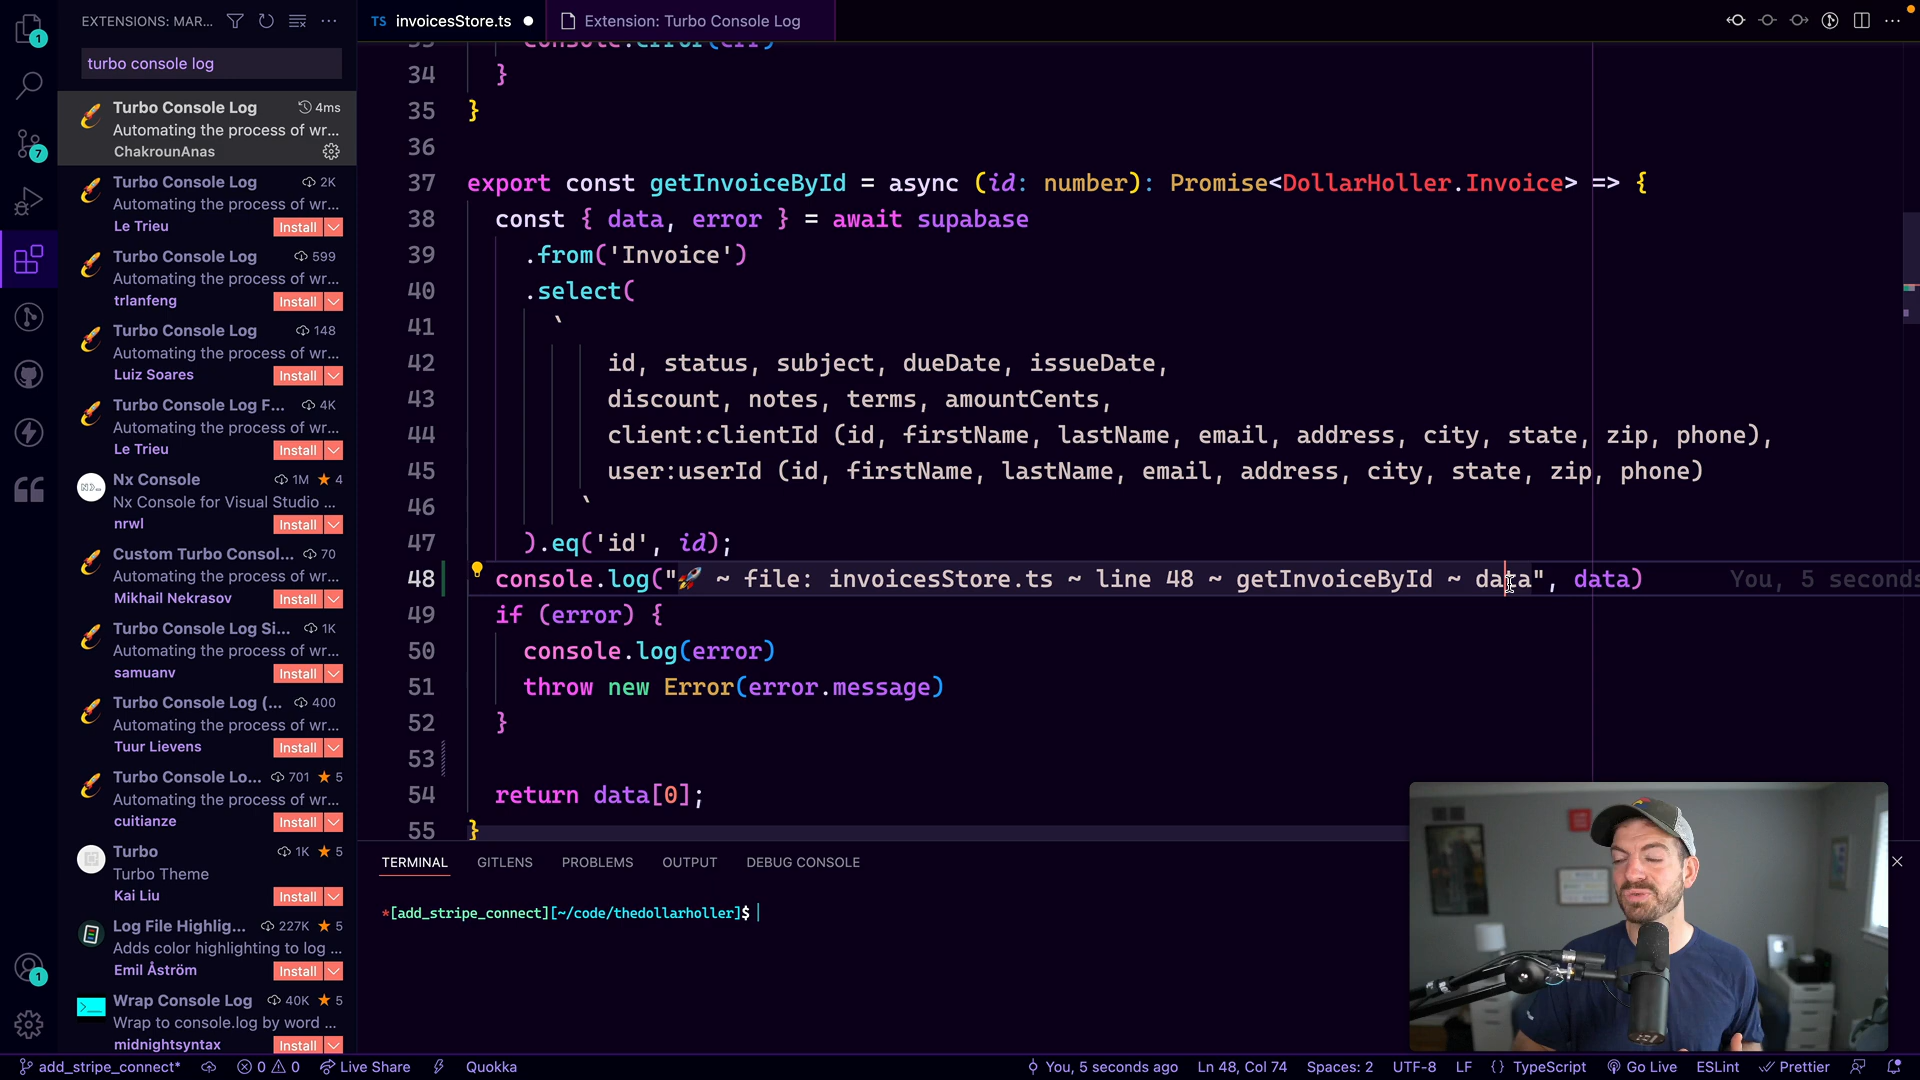 EXTENSIONS: MAR...
turbo console log
Turbo Console Log 4ms
Automating the process of wr...
ChakrounAnas
Turbo Console Log 2K
Automating the process of wr...
Le Trieu Install
Turbo Console Log 599
Automating the process of wr...
trlanfeng Install
Turbo Console Log 148
Automating the process of wr...
Luiz Soares Install
Turbo Console Log F... 4K
Automating the process of wr...
Le Trieu Install
Nx Console 1M ★ 4
Nx Console for Visual Studio ...
nrwl Install
Custom Turbo Consol... 70
Automating the process of wr...
Mikhail Nekrasov Install
Turbo Console Log Si... 1K
Automating the process of wr...
samuanv Install
Turbo Console Log (... 400
Automating the process of wr...
Tuur Lievens Install
Turbo Console Lo... 701 ★ 5
Automating the process of wr...
cuitianze Install
Turbo 1K ★ 5
Turbo Theme
Kai Liu Install
Log File Highlig... 227K ★ 5
Adds color highlighting to log ...
Emil Åström Install
Wrap Console Log 40K ★ 5
Wrap to console.log by word ...
midnightsyntax Install
1
7
1
TS invoicesStore.ts ●
Extension: Turbo Console Log
console.error(err)
34 }
35 }
36
37 export const getInvoiceById = async (id: number): Promise<DollarHoller.Invoice> => {
38 const { data, error } = await supabase
39 .from('Invoice')
40 .select(
41 `
42 id, status, subject, dueDate, issueDate,
43 discount, notes, terms, amountCents,
44 client:clientId (id, firstName, lastName, email, address, city, state, zip, phone),
45 user:userId (id, firstName, lastName, email, address, city, state, zip, phone)
46 `
47 ).eq('id', id);
48 console.log("🚀 ~ file: invoicesStore.ts ~ line 48 ~ getInvoiceById ~ data", data) You, 5 seconds
49 if (error) {
50 console.log(error)
51 throw new Error(error.message)
52 }
53
54 return data[0];
55 }
TERMINAL GITLENS PROBLEMS OUTPUT DEBUG CONSOLE
*[add_stripe_connect][~/code/thedollarholler]$
add_stripe_connect* 0 0 Live Share Quokka You, 5 seconds ago Ln 48, Col 74 Spaces: 2 UTF-8 LF {} TypeScript Go Live ESLint Prettier